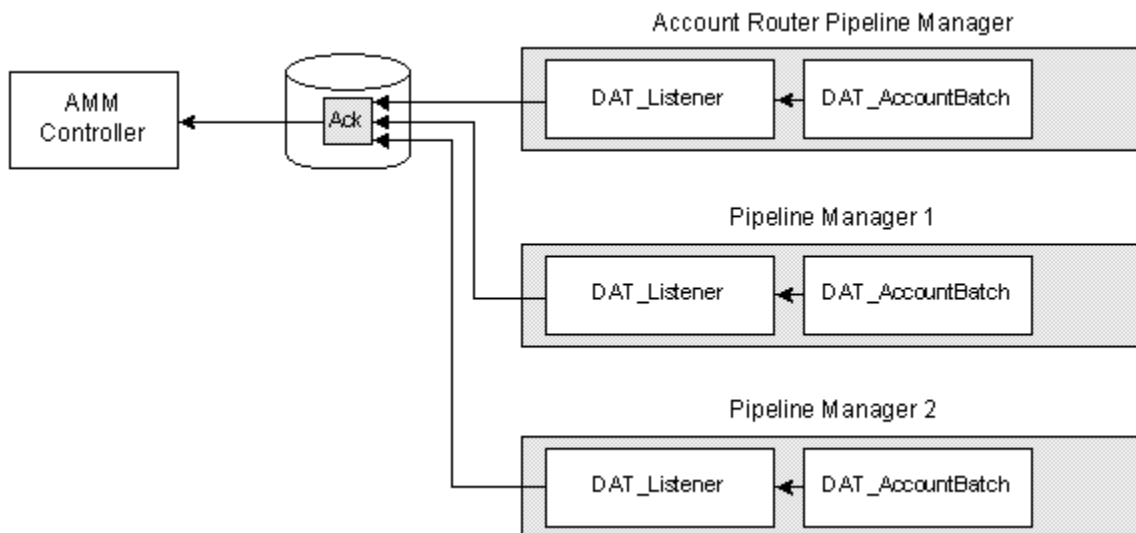 Account Router Pipeline Manager
AMM
Controller
Ack
DAT_Listener
DAT_AccountBatch
Pipeline Manager 1
DAT_Listener
DAT_AccountBatch
Pipeline Manager 2
DAT_Listener
DAT_AccountBatch